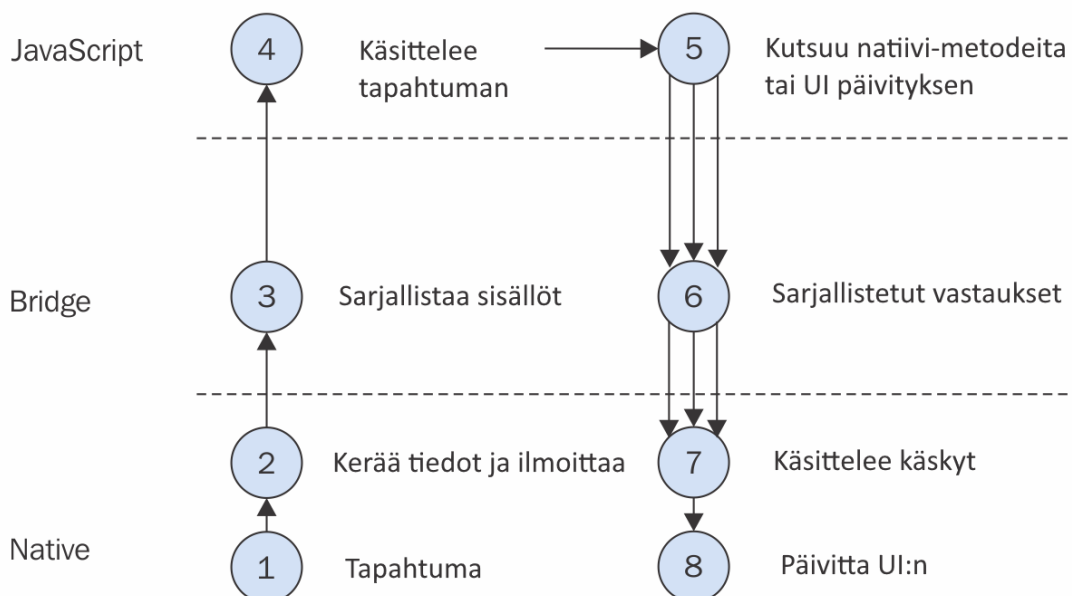 JavaScript
4
Käsittelee
tapahtuman
5
Kutsuu natiivi-metodeita
tai UI päivityksen
Bridge
3
Sarjallistaa sisällöt
6
Sarjallistetut vastaukset
2
Kerää tiedot ja ilmoittaa
7
Käsittelee käskyt
Native
1
Tapahtuma
8
Päivitta UI:n